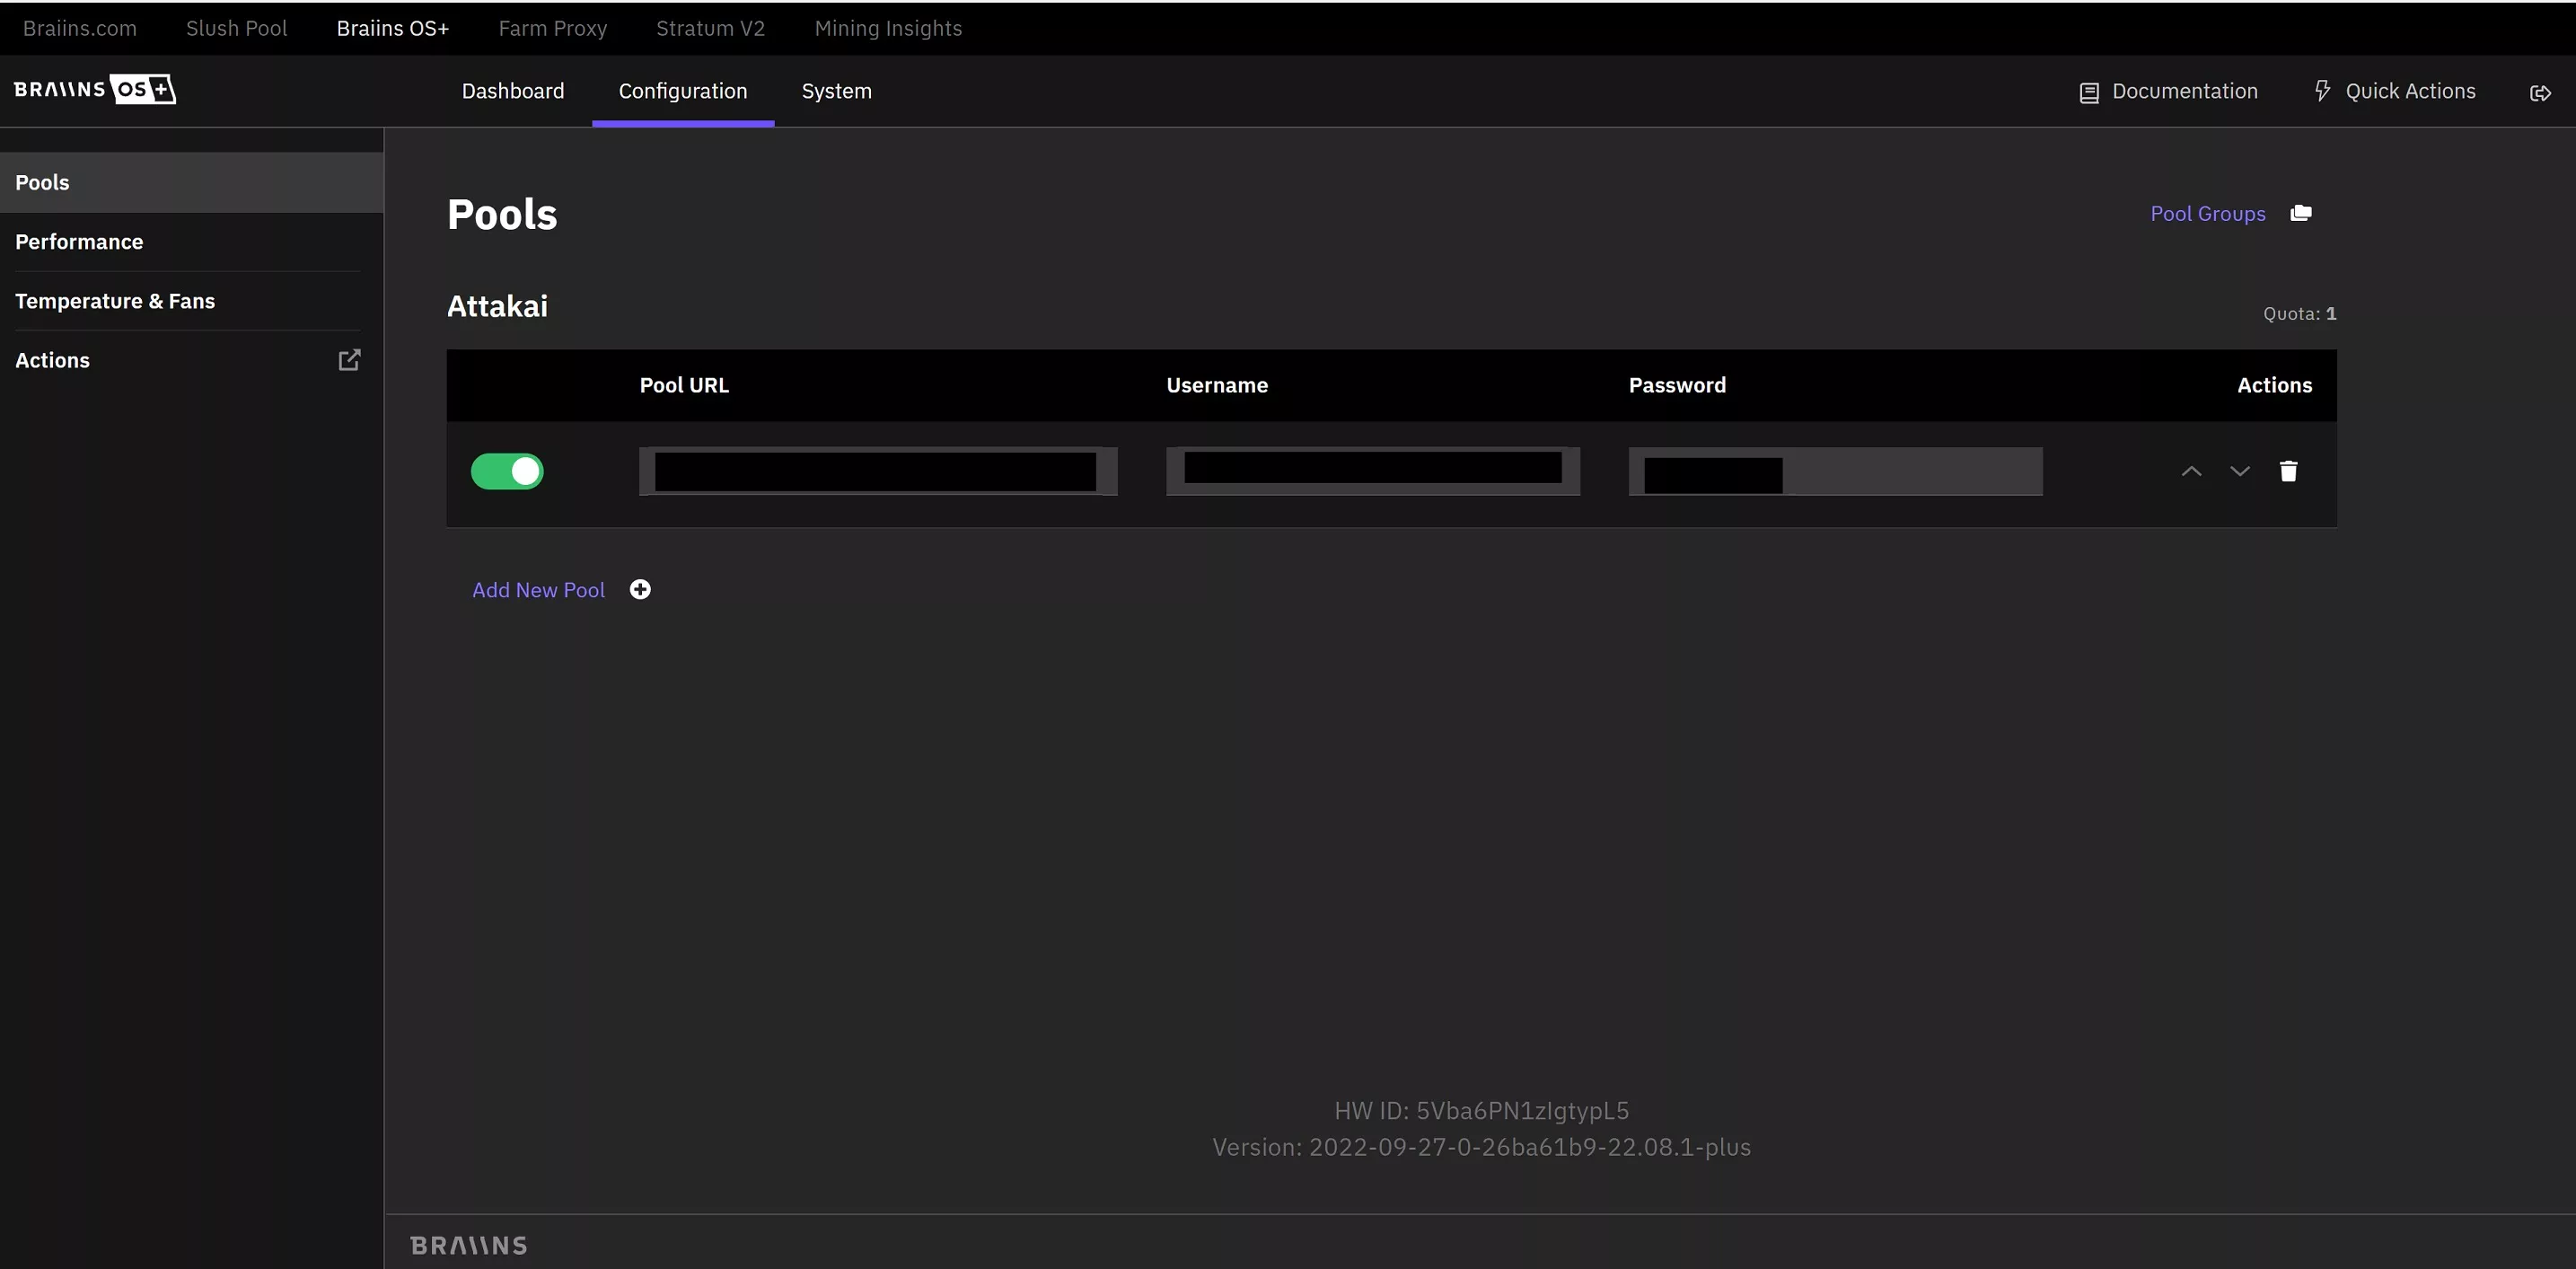 Braiins.com Slush Pool Braiins OS+ Farm Proxy Stratum V2 Mining Insights
BRAIINS OS+ Dashboard Configuration System Documentation Quick Actions
Pools
Performance
Temperature & Fans
Actions
Pools Pool Groups
Attakai Quota: 1
Pool URL Username Password Actions
Add New Pool
HW ID: 5Vba6PN1zIgtypL5
Version: 2022-09-27-0-26ba61b9-22.08.1-plus
BRAIINS